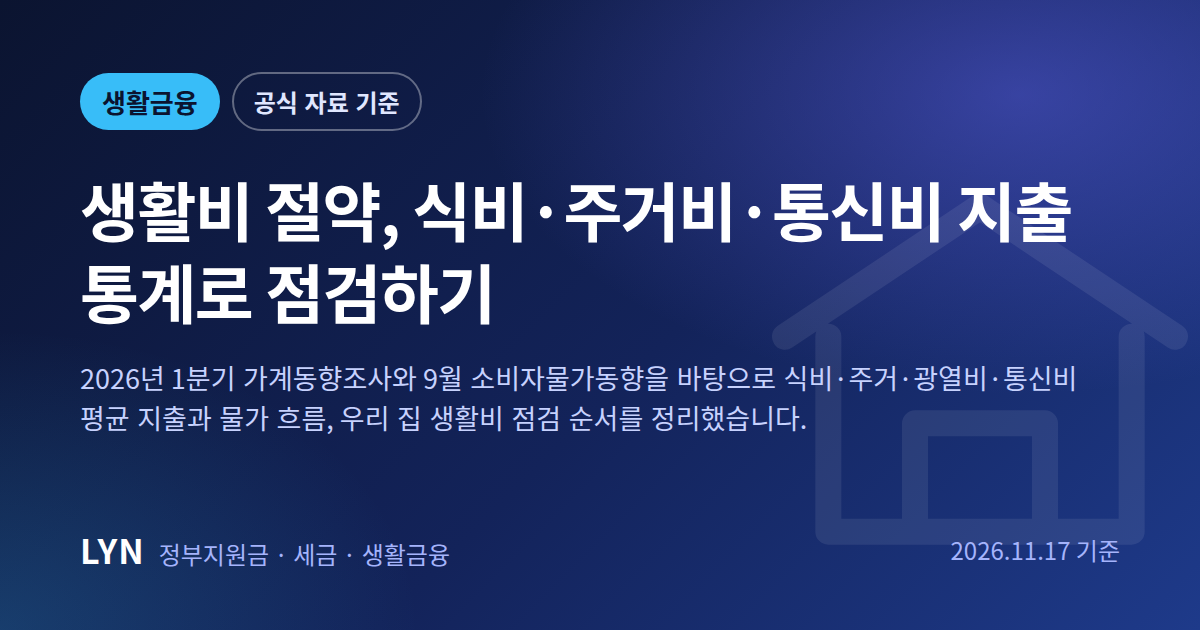 생활금융
공식 자료 기준
생활비 절약, 식비·주거비·통신비 지출
통계로 점검하기
2026년 1분기 가계동향조사와 9월 소비자물가동향을 바탕으로 식비·주거·광열비·통신비
평균 지출과 물가 흐름, 우리 집 생활비 점검 순서를 정리했습니다.
LYN 정부지원금 · 세금 · 생활금융
2026.11.17 기준